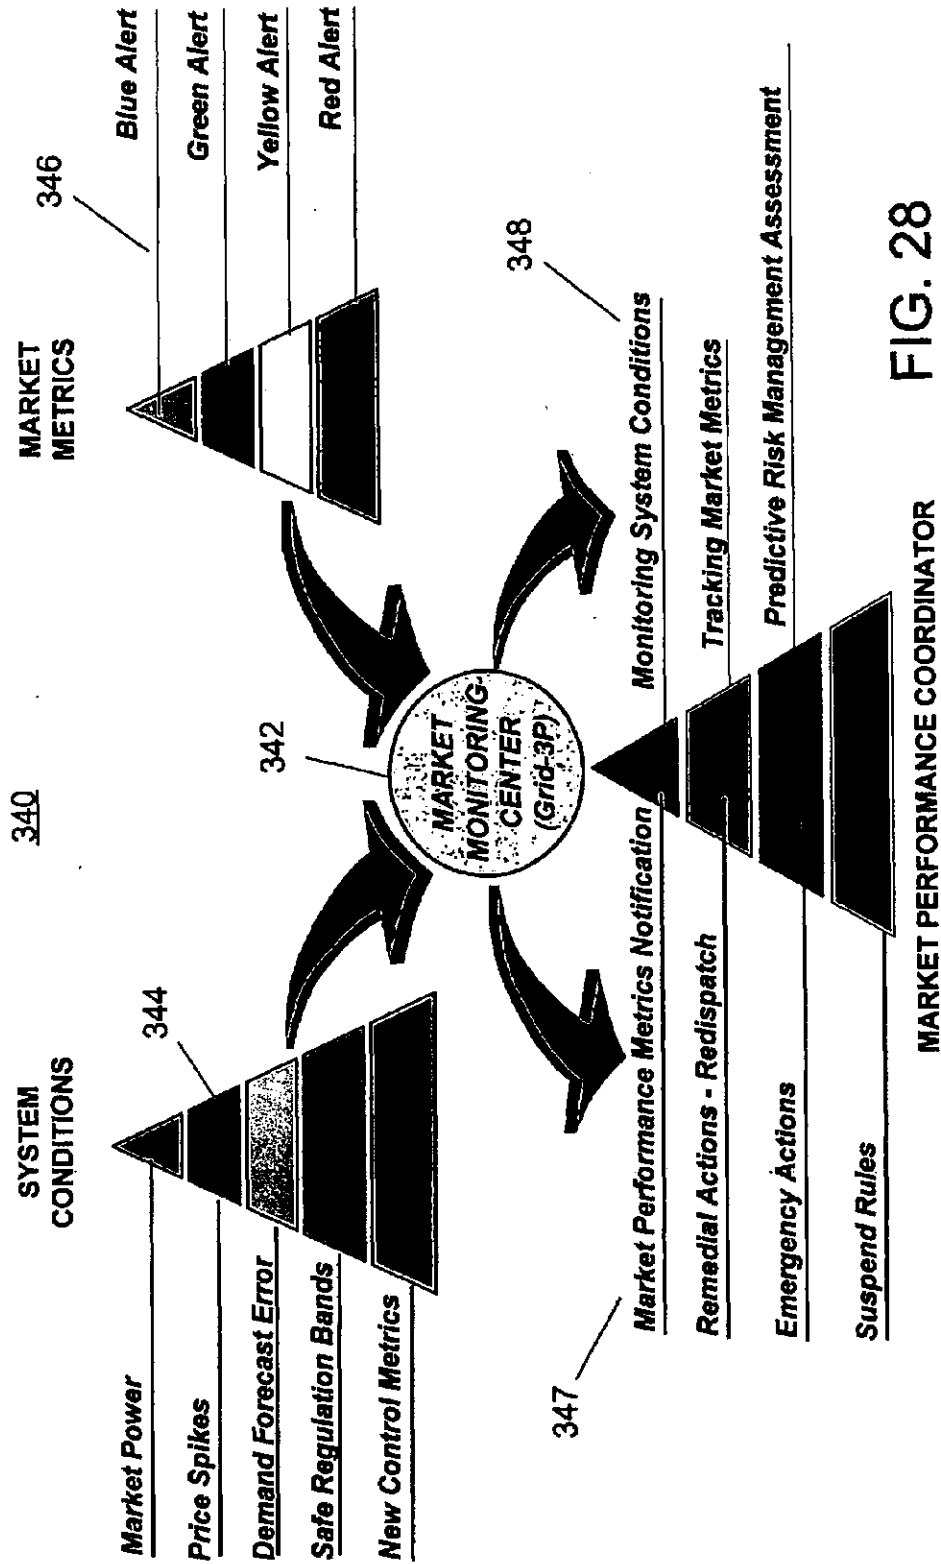 340
SYSTEM
CONDITIONS
344
Market Power
Price Spikes
Demand Forecast Error
Safe Regulation Bands
New Control Metrics
MARKET
METRICS
346
Blue Alert
Green Alert
Yellow Alert
Red Alert
342
MARKET
MONITORING
CENTER
(Grid-3P)
347
Market Performance Metrics Notification
Remedial Actions - Redispatch
Emergency Actions
Suspend Rules
348
Monitoring System Conditions
Tracking Market Metrics
Predictive Risk Management Assessment
MARKET PERFORMANCE COORDINATOR
FIG. 28